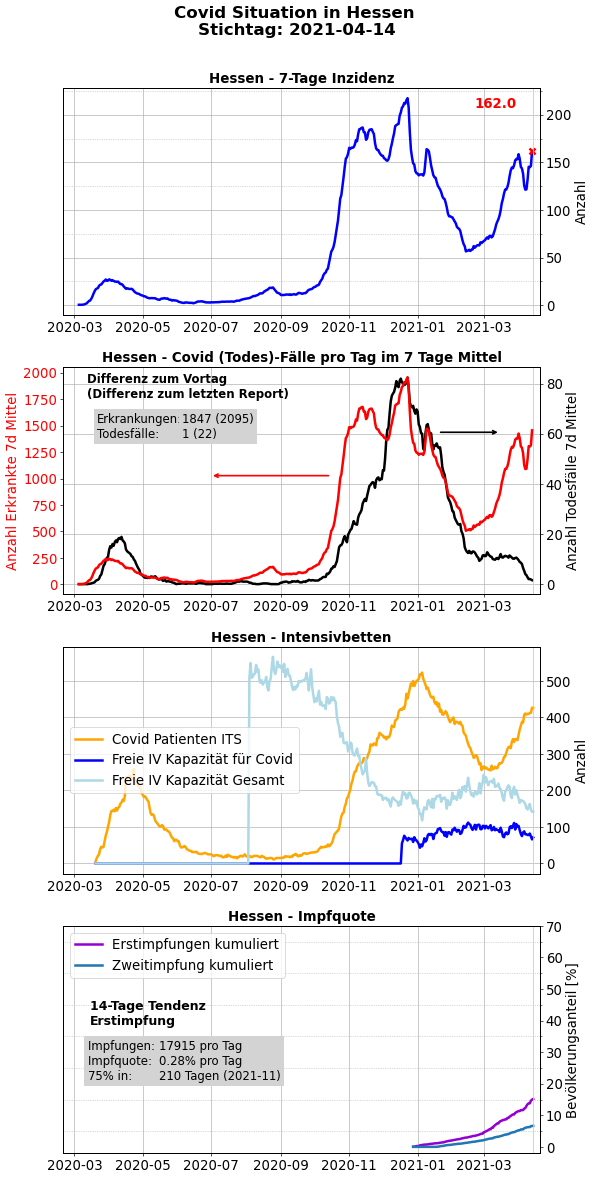 Covid Situation in Hessen
Stichtag: 2021-04-14
Hessen - 7-Tage Inzidenz
162.0
200
150
100
50
0
Anzahl
2020-03 2020-05 2020-07 2020-09 2020-11 2021-01 2021-03
Hessen - Covid (Todes)-Fälle pro Tag im 7 Tage Mittel
Anzahl Erkrankte 7d Mittel
2000
1750
1500
1250
1000
750
500
250
0
Differenz zum Vortag
(Differenz zum letzten Report)
Erkrankungen: 1847 (2095)
Todesfälle: 1 (22)
80
60
40
20
0
Anzahl Todesfälle 7d Mittel
2020-03 2020-05 2020-07 2020-09 2020-11 2021-01 2021-03
Hessen - Intensivbetten
Covid Patienten ITS
Freie IV Kapazität für Covid
Freie IV Kapazität Gesamt
500
400
300
200
100
0
Anzahl
2020-03 2020-05 2020-07 2020-09 2020-11 2021-01 2021-03
Hessen - Impfquote
Erstimpfungen kumuliert
Zweitimpfung kumuliert
14-Tage Tendenz
Erstimpfung
Impfungen: 17915 pro Tag
Impfquote: 0.28% pro Tag
75% in: 210 Tagen (2021-11)
70
60
50
40
30
20
10
0
Bevölkerungsanteil [%]
2020-03 2020-05 2020-07 2020-09 2020-11 2021-01 2021-03